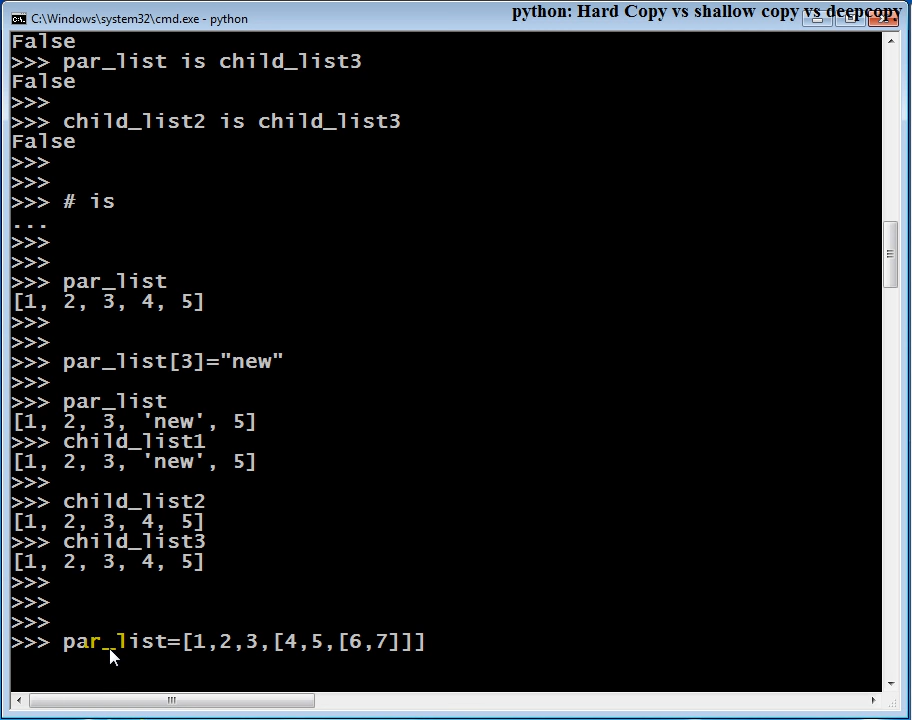 C:\Windows\system32\cmd.exe - python
python: Hard Copy vs shallow copy vs deepcopy
False
>>> par_list is child_list3
False
>>>
>>> child_list2 is child_list3
False
>>>
>>>
>>> # is
...
>>>
>>>
>>> par_list
[1, 2, 3, 4, 5]
>>>
>>>
>>> par_list[3]="new"
>>>
>>> par_list
[1, 2, 3, 'new', 5]
>>> child_list1
[1, 2, 3, 'new', 5]
>>>
>>> child_list2
[1, 2, 3, 4, 5]
>>> child_list3
[1, 2, 3, 4, 5]
>>>
>>>
>>>
>>> par_list=[1,2,3,[4,5,[6,7]]]